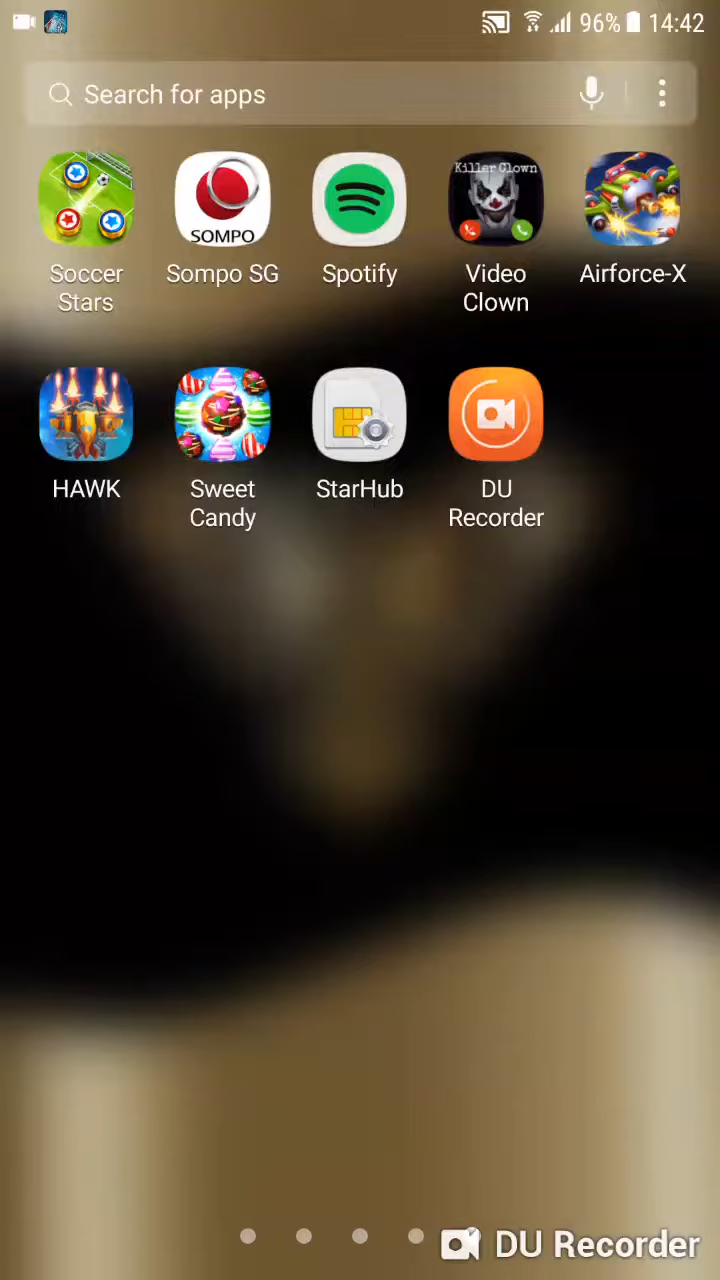 96% 14:42
Search for apps
Killer Clown
SOMPO
Soccer Stars
Sompo SG
Spotify
Video Clown
Airforce-X
HAWK
Sweet Candy
StarHub
DU Recorder
DU Recorder